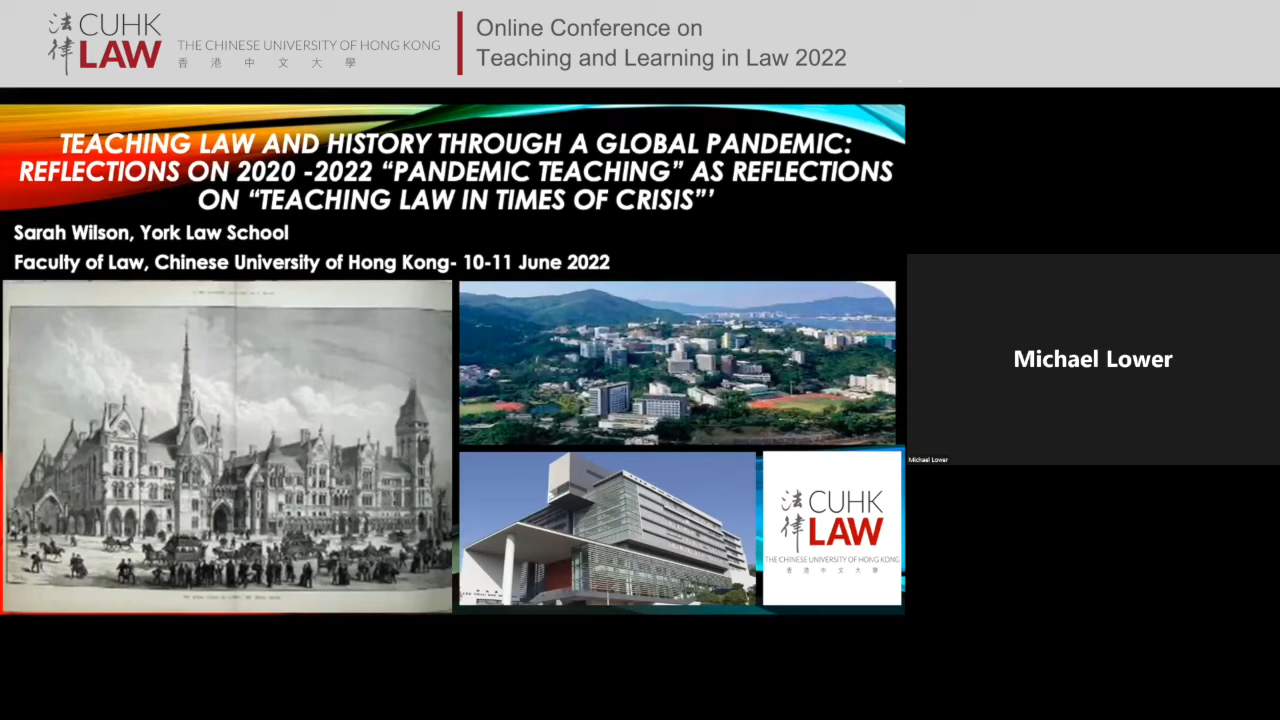 法律 CUHK LAW
THE CHINESE UNIVERSITY OF HONG KONG
香港中文大學
Online Conference on
Teaching and Learning in Law 2022
TEACHING LAW AND HISTORY THROUGH A GLOBAL PANDEMIC:
REFLECTIONS ON 2020 -2022 “PANDEMIC TEACHING” AS REFLECTIONS
ON “TEACHING LAW IN TIMES OF CRISIS”’
Sarah Wilson, York Law School
Faculty of Law, Chinese University of Hong Kong- 10-11 June 2022
法律 CUHK LAW
THE CHINESE UNIVERSITY OF HONG KONG
香港中文大學
Michael Lower
Michael Lower